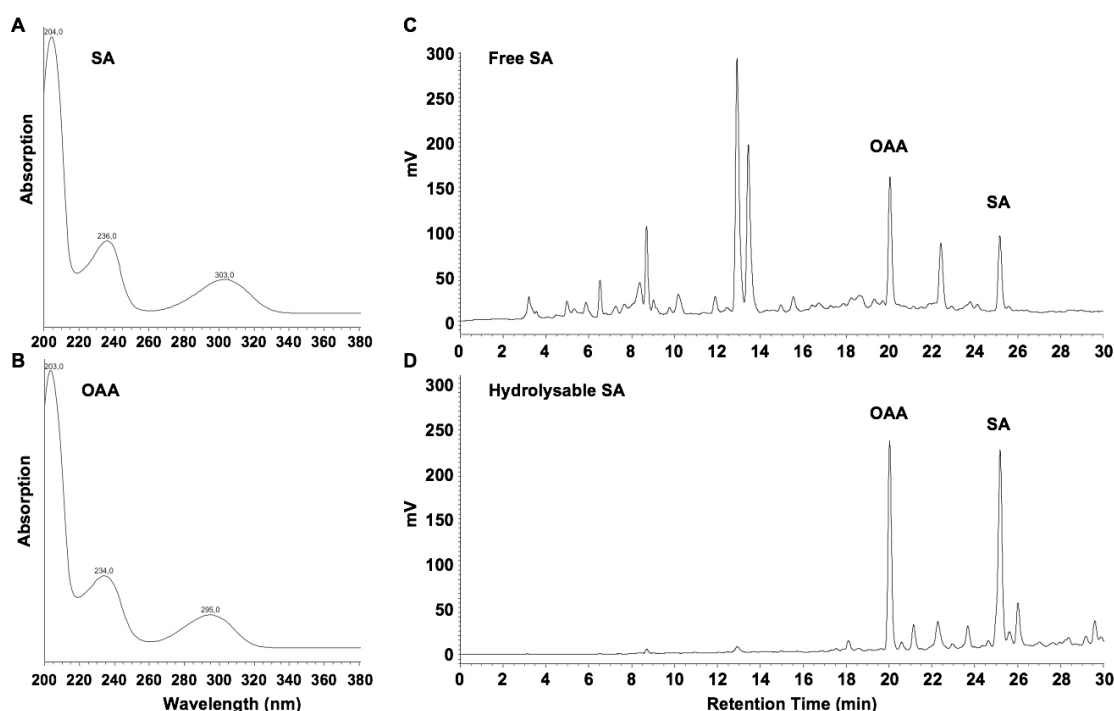 A
204,0
SA
236,0
303,0
Absorption
200 220 240 260 280 300 320 340 360 380
B
203,0
OAA
234,0
295,0
Absorption
200 220 240 260 280 300 320 340 360 380
Wavelength (nm)
C
Free SA
300
250
200
150
100
50
0
mV
OAA
SA
0 2 4 6 8 10 12 14 16 18 20 22 24 26 28 30
D
Hydrolysable SA
300
250
200
150
100
50
0
mV
OAA
SA
0 2 4 6 8 10 12 14 16 18 20 22 24 26 28 30
Retention Time (min)